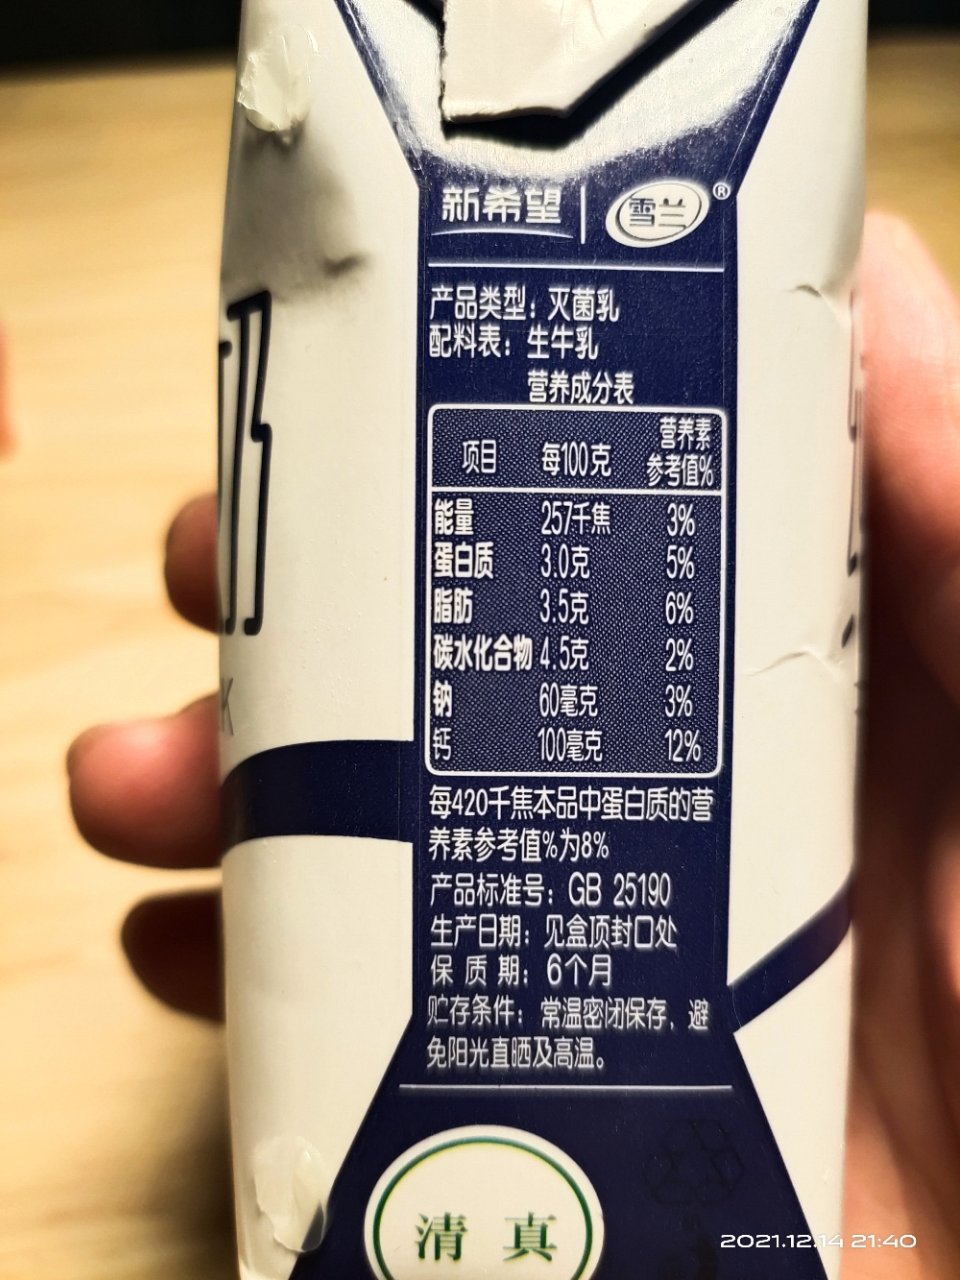 新希望 雪兰®
产品类型：灭菌乳
配料表：生牛乳
营养成分表
项目 每100克 营养素参考值%
能量 257千焦 3%
蛋白质 3.0克 5%
脂肪 3.5克 6%
碳水化合物 4.5克 2%
钠 60毫克 3%
钙 100毫克 12%
每420千焦本品中蛋白质的营
养素参考值%为8%
产品标准号：GB 25190
生产日期：见盒顶封口处
保质期：6个月
贮存条件：常温密闭保存，避
免阳光直晒及高温。
清真
2021.12.14 21:40